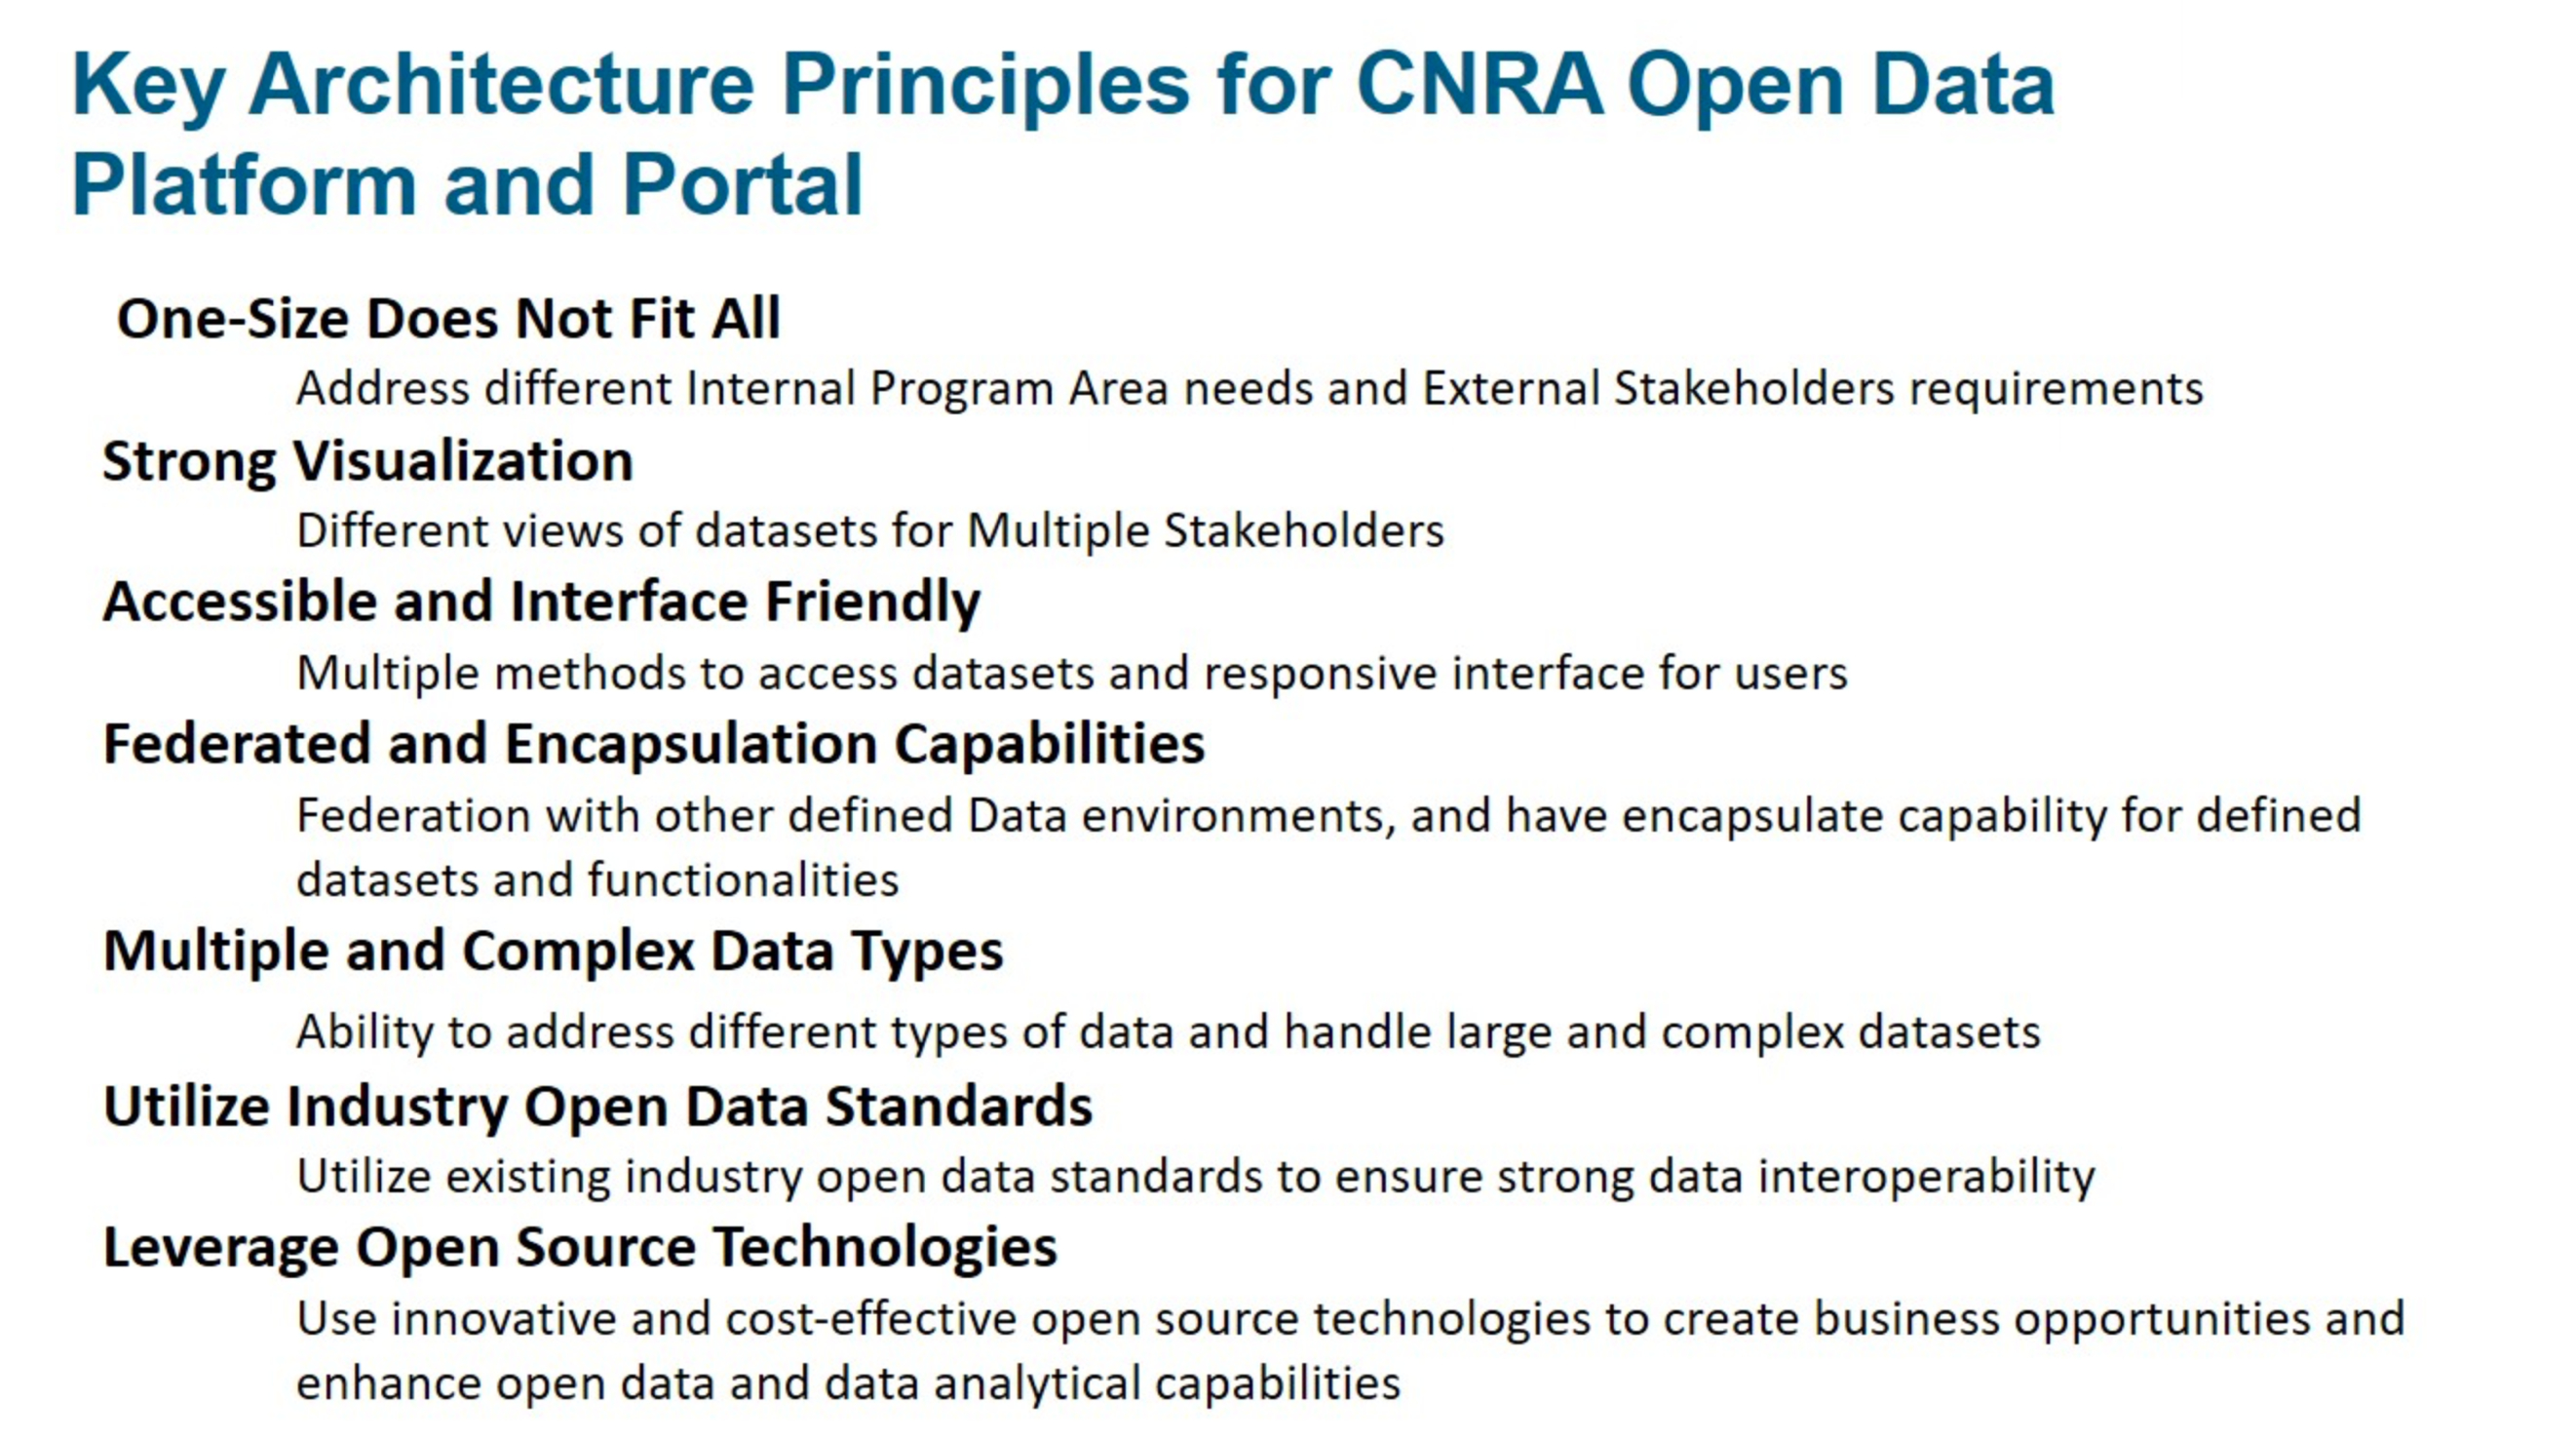 Key Architecture Principles for CNRA Open Data
Platform and Portal
One-Size Does Not Fit All
Address different Internal Program Area needs and External Stakeholders requirements
Strong Visualization
Different views of datasets for Multiple Stakeholders
Accessible and Interface Friendly
Multiple methods to access datasets and responsive interface for users
Federated and Encapsulation Capabilities
Federation with other defined Data environments, and have encapsulate capability for defined
datasets and functionalities
Multiple and Complex Data Types
Ability to address different types of data and handle large and complex datasets
Utilize Industry Open Data Standards
Utilize existing industry open data standards to ensure strong data interoperability
Leverage Open Source Technologies
Use innovative and cost-effective open source technologies to create business opportunities and
enhance open data and data analytical capabilities